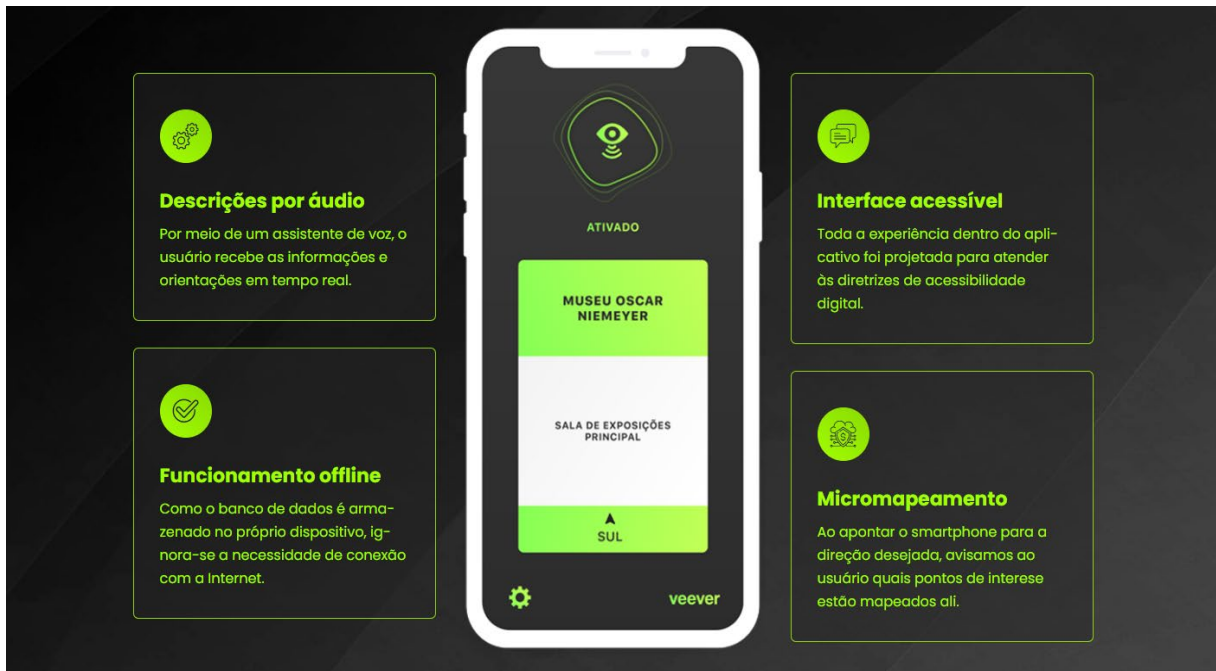 Descrições por áudio
Por meio de um assistente de voz, o
usuário recebe as informações e
orientações em tempo real.
Funcionamento offline
Como o banco de dados é arma-
zenado no próprio dispositivo, ig-
nora-se a necessidade de conexão
com a Internet.
ATIVADO
MUSEU OSCAR
NIEMEYER
SALA DE EXPOSIÇÕES
PRINCIPAL
SUL
veever
Interface acessível
Toda a experiência dentro do apli-
cativo foi projetada para atender
às diretrizes de acessibilidade
digital.
Micromapeamento
Ao apontar o smartphone para a
direção desejada, avisamos ao
usuário quais pontos de interese
estão mapeados ali.